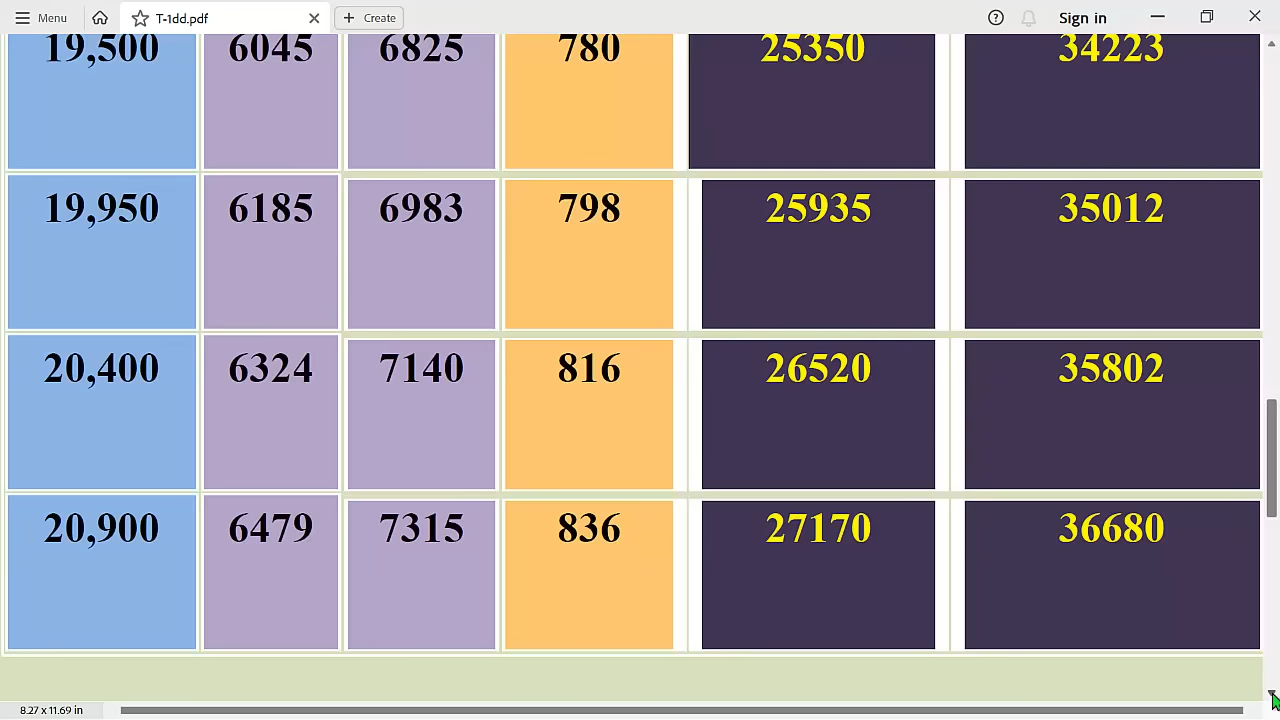 Menu T-1dd.pdf Create Sign in
19,500 6045 6825 780 25350 34223
19,950 6185 6983 798 25935 35012
20,400 6324 7140 816 26520 35802
20,900 6479 7315 836 27170 36680
8.27 x 11.69 in